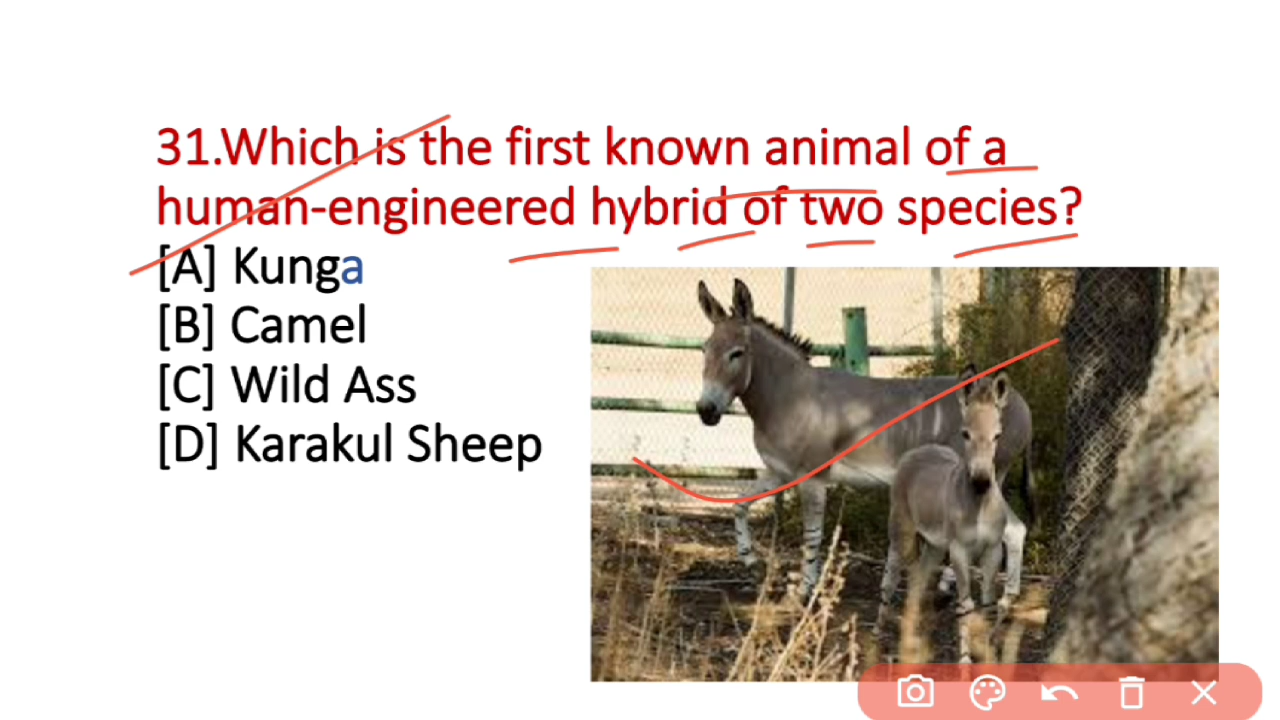 31.Which is the first known animal of a
human-engineered hybrid of two species?
[A] Kunga
[B] Camel
[C] Wild Ass
[D] Karakul Sheep